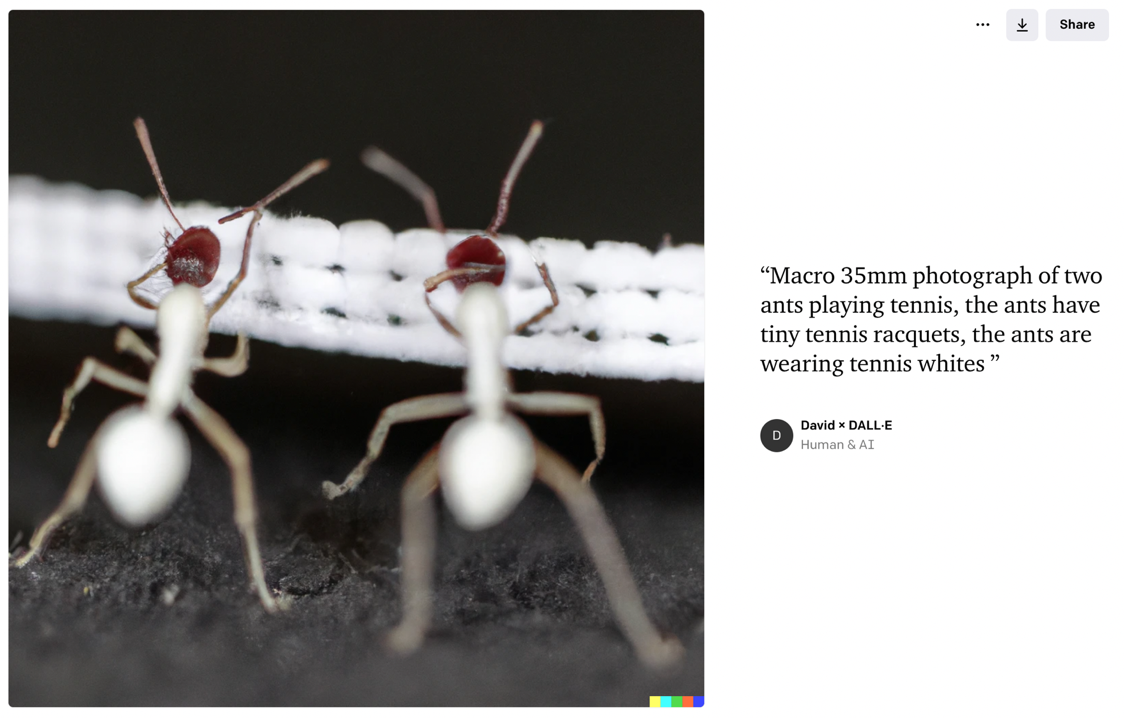 Share
“Macro 35mm photograph of two
ants playing tennis, the ants have
tiny tennis racquets, the ants are
wearing tennis whites ”
D
David × DALL·E
Human & AI